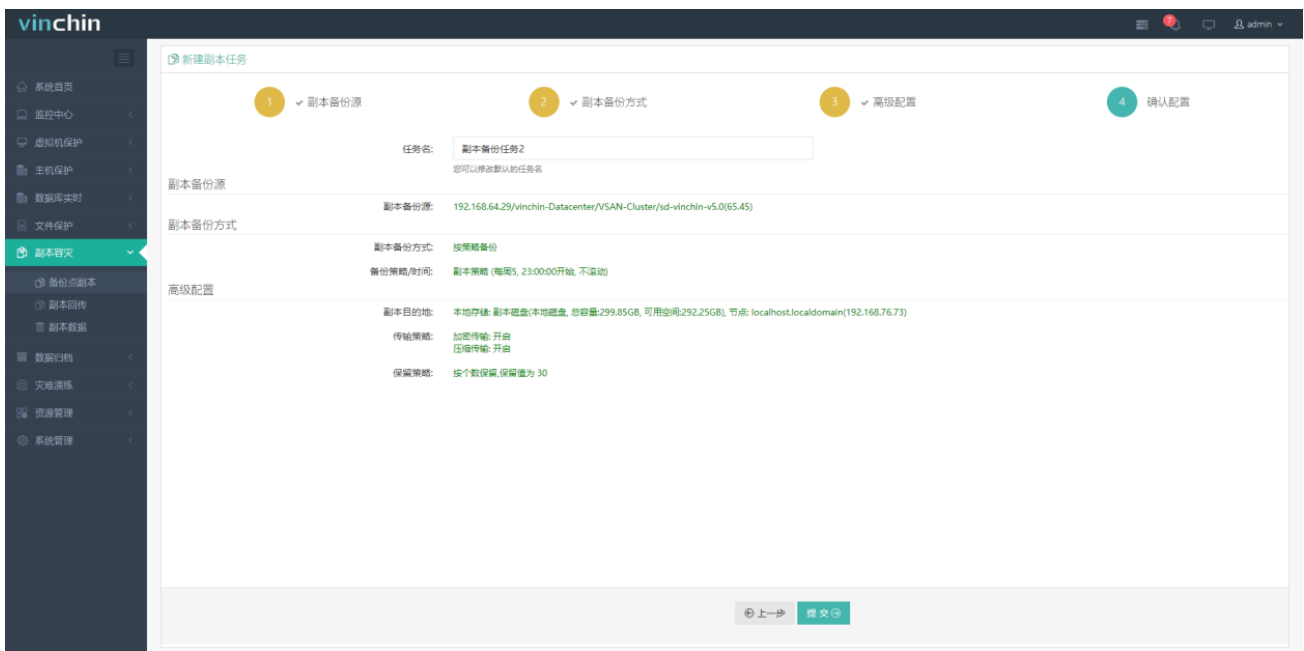 vinchin
7
admin
系统首页
监控中心
虚拟机保护
主机保护
数据库实时
文件保护
副本容灾
备份点副本
副本回传
副本数据
数据归档
灾难演练
资源管理
系统管理
新建副本任务
1 副本备份源 2 副本备份方式 3 高级配置 4 确认配置
任务名: 副本备份任务2
您可以修改默认的任务名
副本备份源
副本备份源: 192.168.64.29/vinchin-Datacenter/VSAN-Cluster/sd-vinchin-v5.0(65.45)
副本备份方式
副本备份方式: 按策略备份
备份策略/时间: 副本策略 (每周5, 23:00:00开始, 不滚动)
高级配置
副本目的地: 本地存储: 副本磁盘(本地磁盘, 总容量:299.85GB, 可用空间:292.25GB), 节点: localhost.localdomain(192.168.76.73)
传输策略: 加密传输: 开启
压缩传输: 开启
保留策略: 按个数保留,保留值为 30
上一步 提交